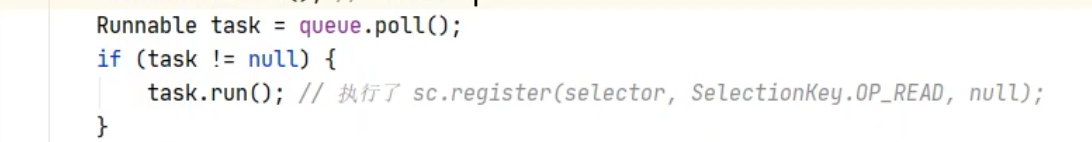 Runnable task = queue.poll();
if (task != null) {
task.run(); // 执行了 sc.register(selector, SelectionKey.OP_READ, null);
}